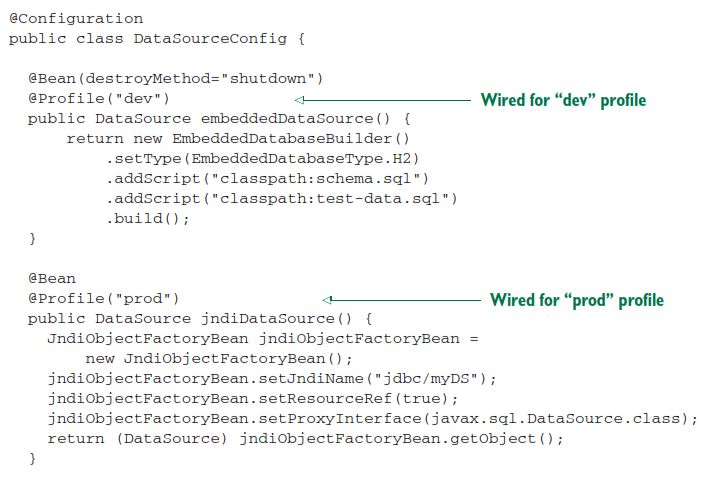 @Configuration
public class DataSourceConfig {
@Bean(destroyMethod="shutdown")
@Profile("dev") Wired for “dev” profile
public DataSource embeddedDataSource() {
return new EmbeddedDatabaseBuilder()
.setType(EmbeddedDatabaseType.H2)
.addScript("classpath:schema.sql")
.addScript("classpath:test-data.sql")
.build();
}
@Bean
@Profile("prod") Wired for “prod” profile
public DataSource jndiDataSource() {
JndiObjectFactoryBean jndiObjectFactoryBean =
new JndiObjectFactoryBean();
jndiObjectFactoryBean.setJndiName("jdbc/myDS");
jndiObjectFactoryBean.setResourceRef(true);
jndiObjectFactoryBean.setProxyInterface(javax.sql.DataSource.class);
return (DataSource) jndiObjectFactoryBean.getObject();
}